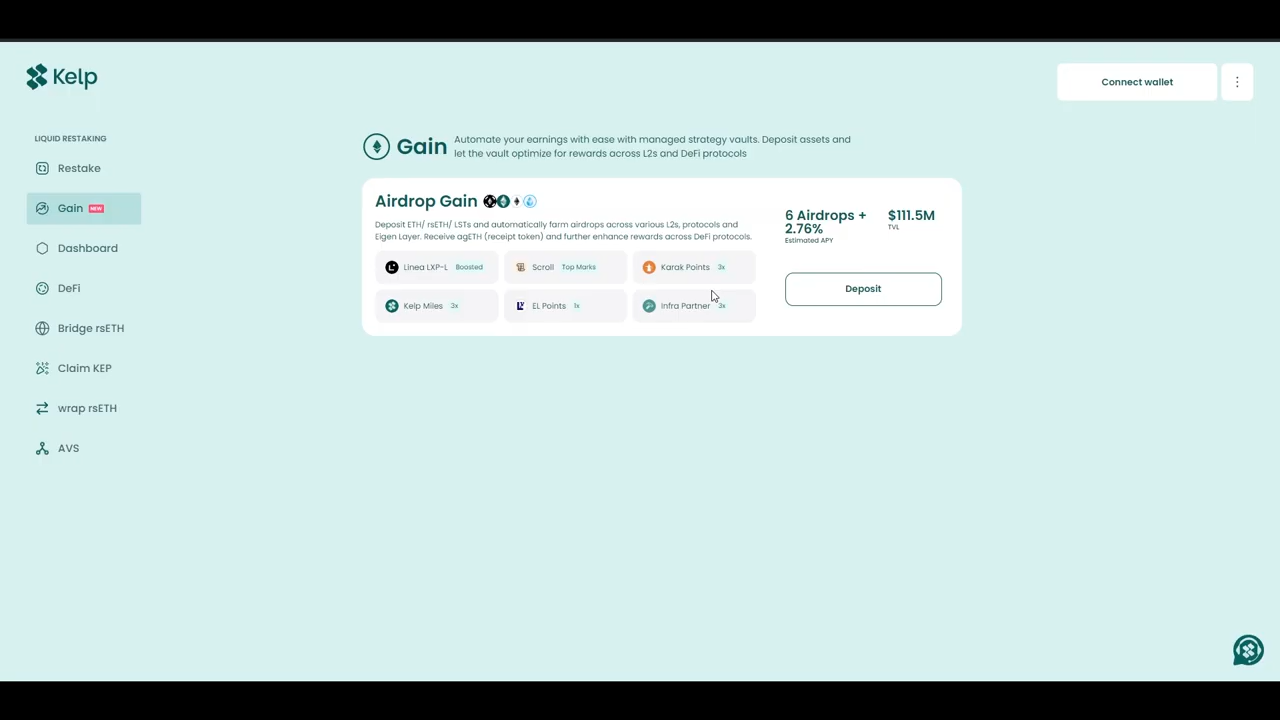 Kelp
Connect wallet
LIQUID RESTAKING
Restake
Gain NEW
Dashboard
DeFi
Bridge rsETH
Claim KEP
wrap rsETH
AVS
Gain
Automate your earnings with ease with managed strategy vaults. Deposit assets and
let the vault optimize for rewards across L2s and DeFi protocols
Airdrop Gain
Deposit ETH/ rsETH/ LSTs and automatically farm airdrops across various L2s, protocols and
Eigen Layer. Receive agETH (receipt token) and further enhance rewards across DeFi protocols.
Linea LXP-L Boosted
Scroll Top Marks
Karak Points 3x
Kelp Miles 3x
EL Points 1x
Infra Partner 3x
6 Airdrops +
2.76%
Estimated APY
$111.5M
TVL
Deposit